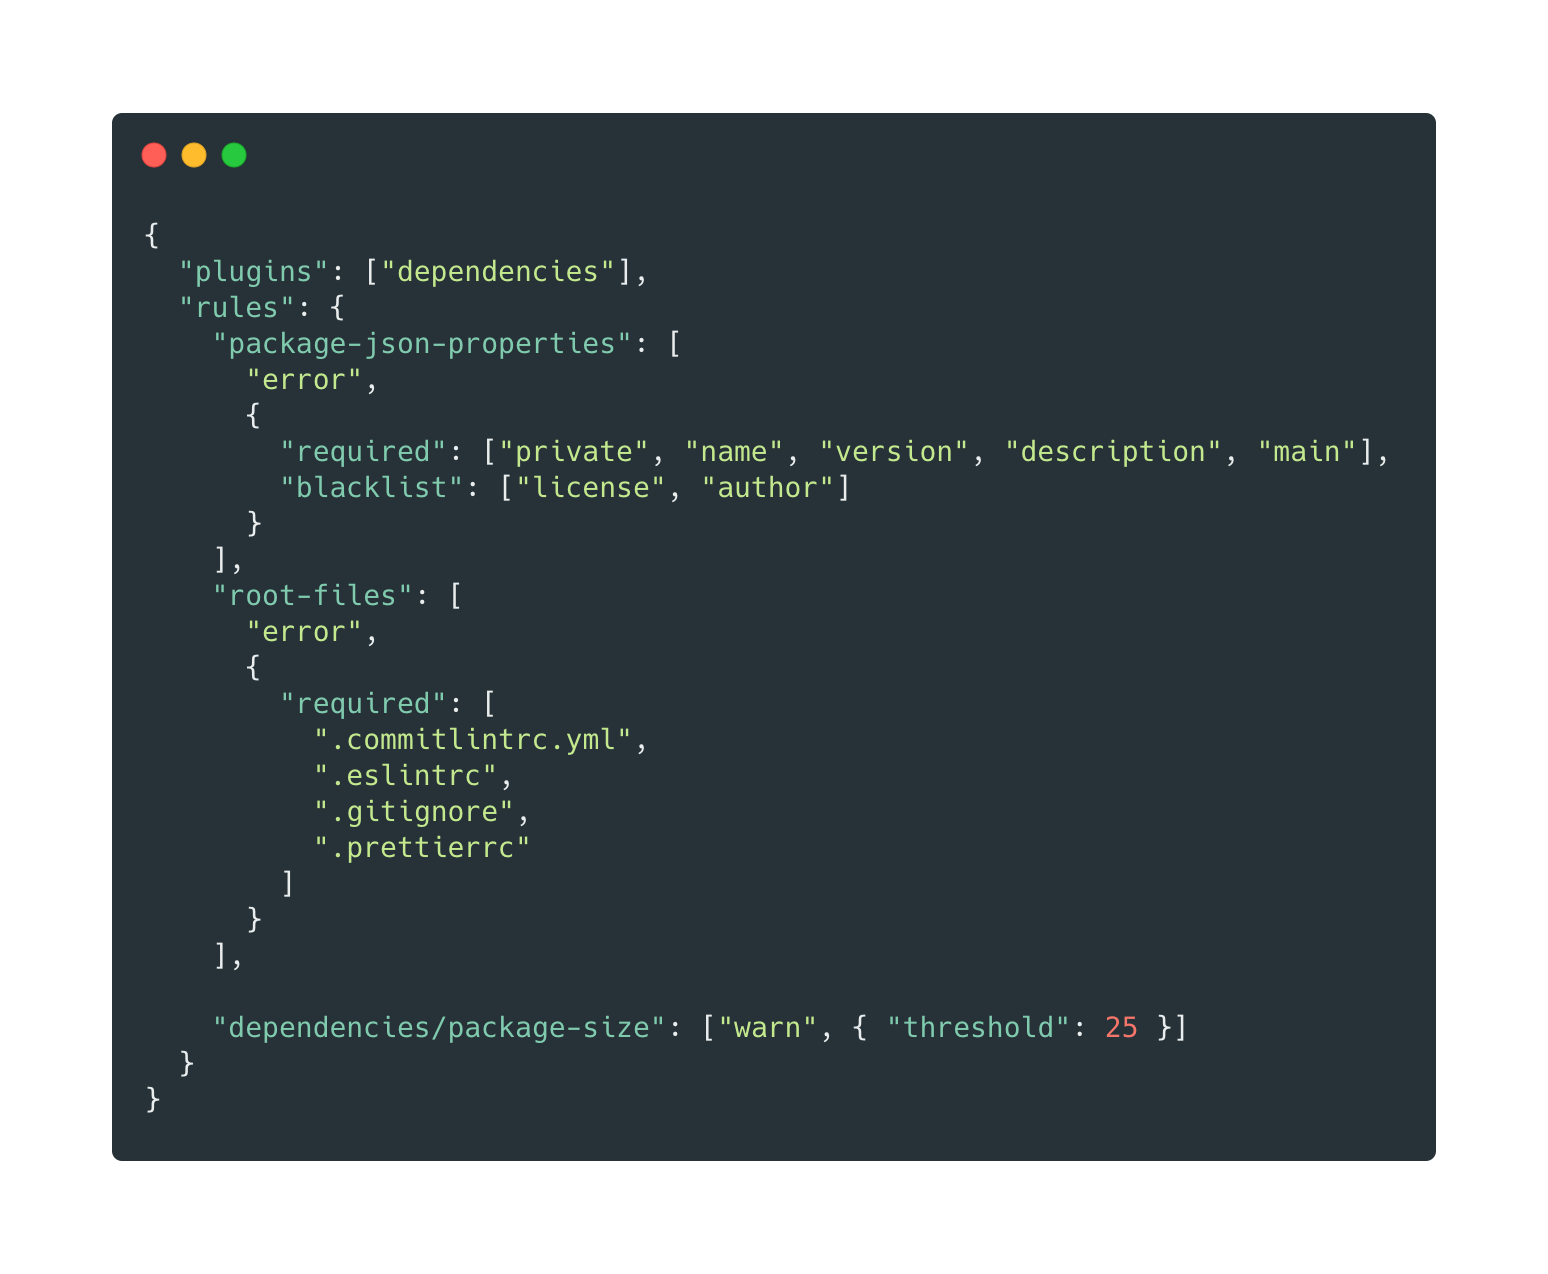 {
  "plugins": ["dependencies"],
  "rules": {
    "package-json-properties": [
      "error",
      {
        "required": ["private", "name", "version", "description", "main"],
        "blacklist": ["license", "author"]
      }
    ],
    "root-files": [
      "error",
      {
        "required": [
          ".commitlintrc.yml",
          ".eslintrc",
          ".gitignore",
          ".prettierrc"
        ]
      }
    ],

    "dependencies/package-size": ["warn", { "threshold": 25 }]
  }
}